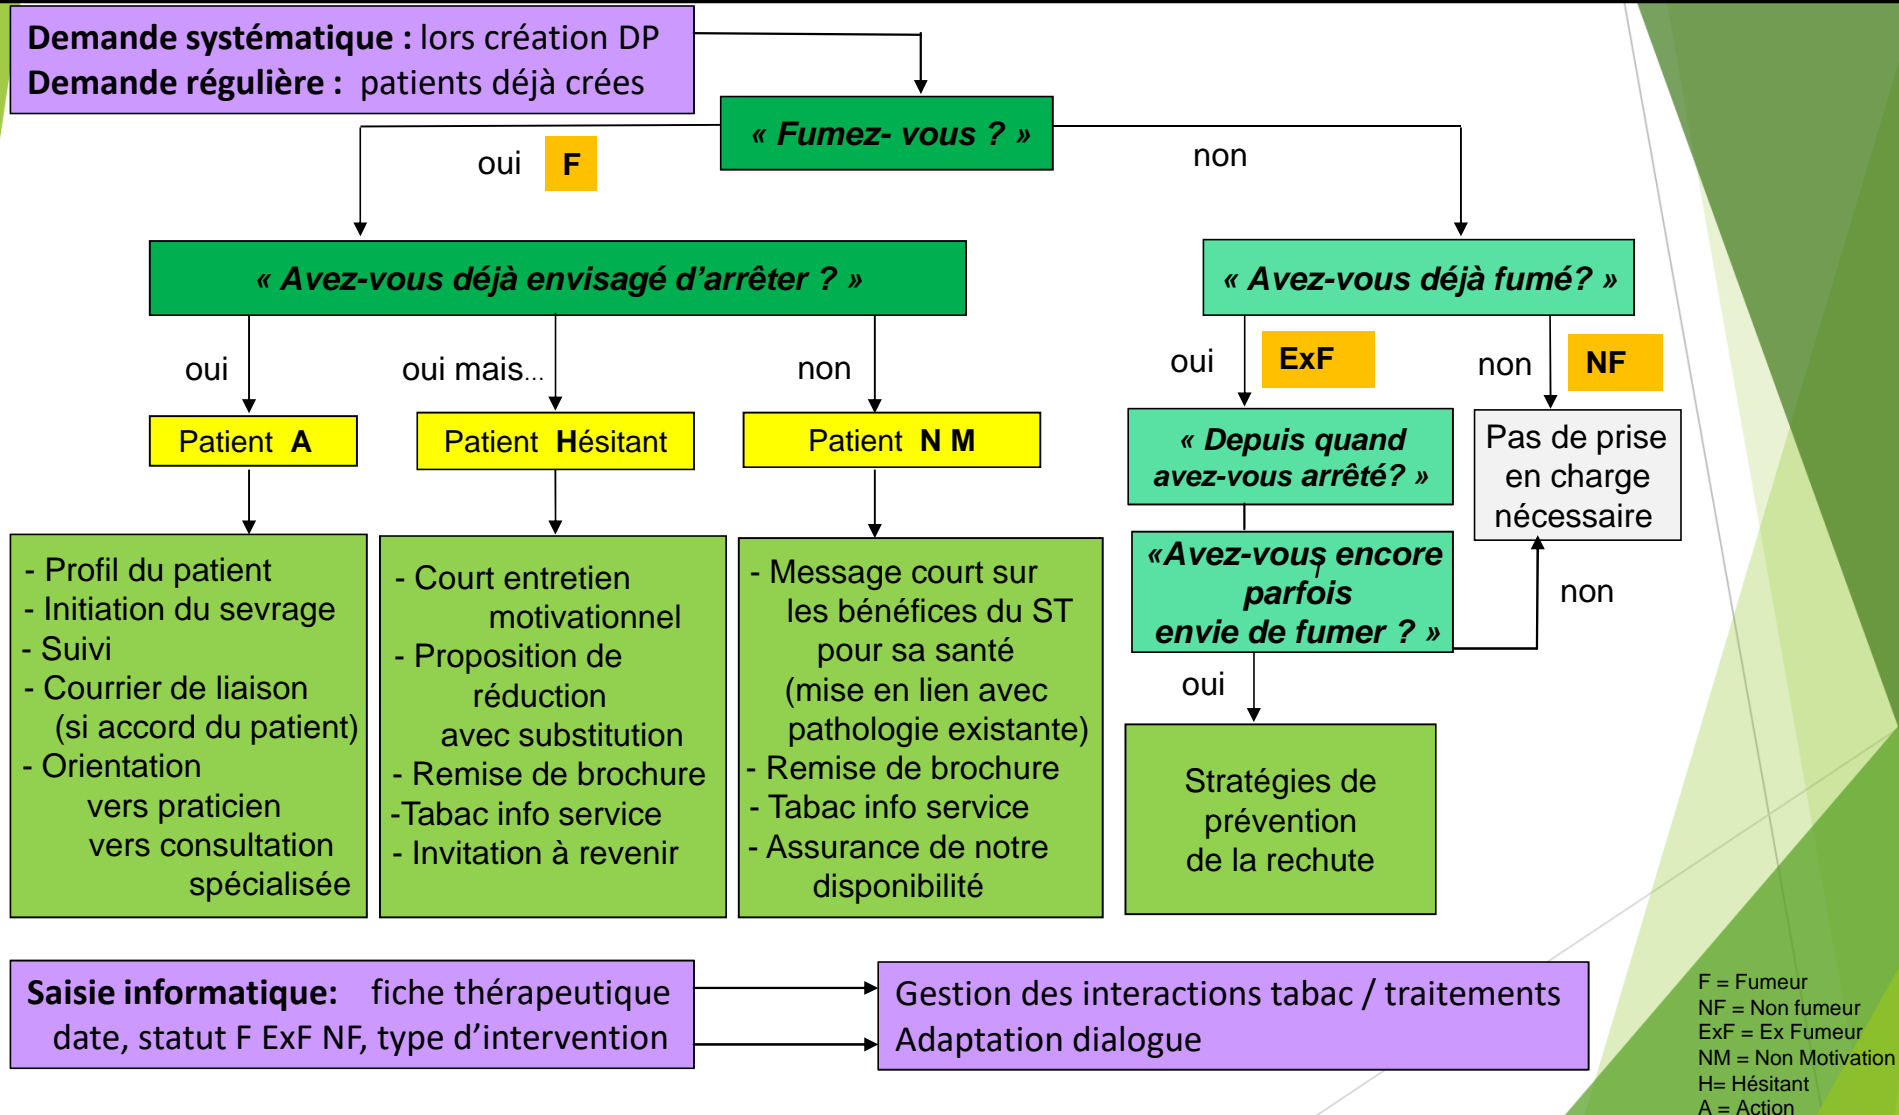 Demande systématique : lors création DP
Demande régulière : patients déjà crées
« Fumez- vous ? »
oui F
non
« Avez-vous déjà envisagé d'arrêter ? »
« Avez-vous déjà fumé? »
oui
oui mais...
non
oui ExF
non NF
Patient A
Patient Hésitant
Patient N M
« Depuis quand
avez-vous arrêté? »
Pas de prise
en charge
nécessaire
- Profil du patient
- Initiation du sevrage
- Suivi
- Courrier de liaison
(si accord du patient)
- Orientation
vers praticien
vers consultation
spécialisée
- Court entretien
motivationnel
- Proposition de
réduction
avec substitution
- Remise de brochure
-Tabac info service
- Invitation à revenir
- Message court sur
les bénéfices du ST
pour sa santé
(mise en lien avec
pathologie existante)
- Remise de brochure
- Tabac info service
- Assurance de notre
disponibilité
«Avez-vous encore
parfois
envie de fumer ? »
non
oui
Stratégies de
prévention
de la rechute
Saisie informatique: fiche thérapeutique
date, statut F ExF NF, type d'intervention
Gestion des interactions tabac / traitements
Adaptation dialogue
F = Fumeur
NF = Non fumeur
ExF = Ex Fumeur
NM = Non Motivation
H= Hésitant
A = Action